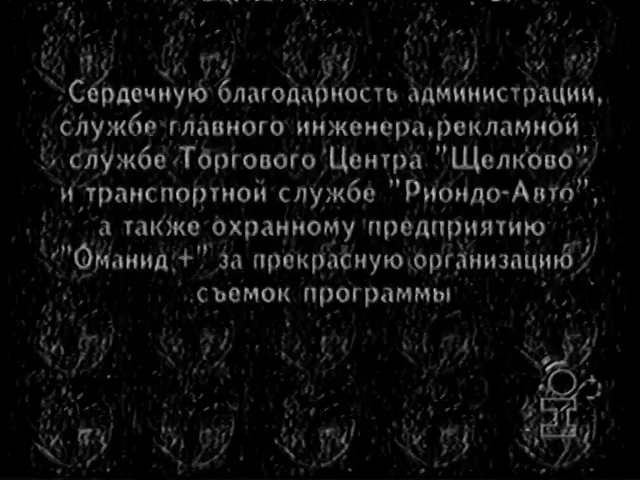 Сердечную благодарность администрации,
службе главного инженера,рекламной
службе Торгового Центра "Щелково"
и транспортной службе "Риондо-Авто",
а также охранному предприятию
"Оманид +" за прекрасную организацию
съемок программы